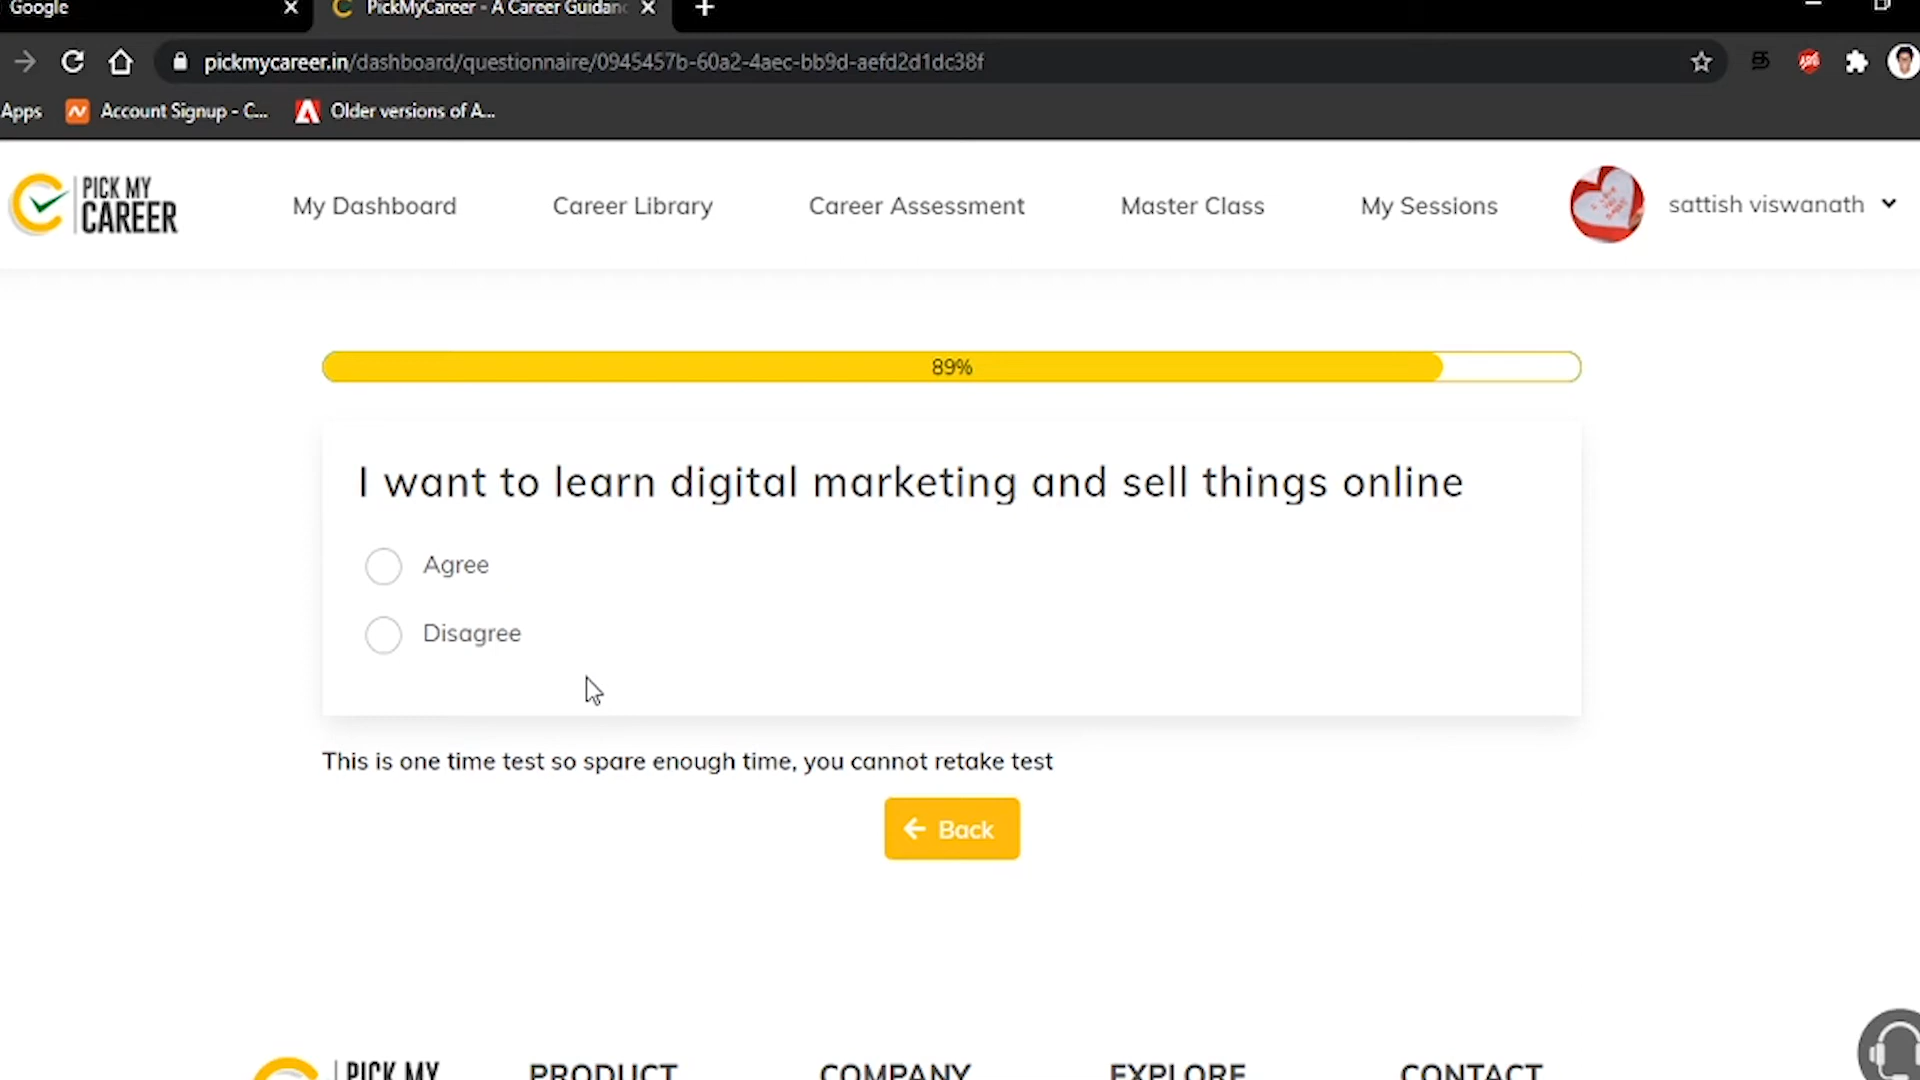 Google
PickMyCareer - A Career Guidanc
pickmycareer.in/dashboard/questionnaire/0945457b-60a2-4aec-bb9d-aefd2d1dc38f
Apps
Account Signup - C...
Older versions of A...
PICK MY
CAREER
My Dashboard
Career Library
Career Assessment
Master Class
My Sessions
sattish viswanath
89%
I want to learn digital marketing and sell things online
Agree
Disagree
This is one time test so spare enough time, you cannot retake test
Back
PICK MY
PRODUCT
COMPANY
EXPLORE
CONTACT